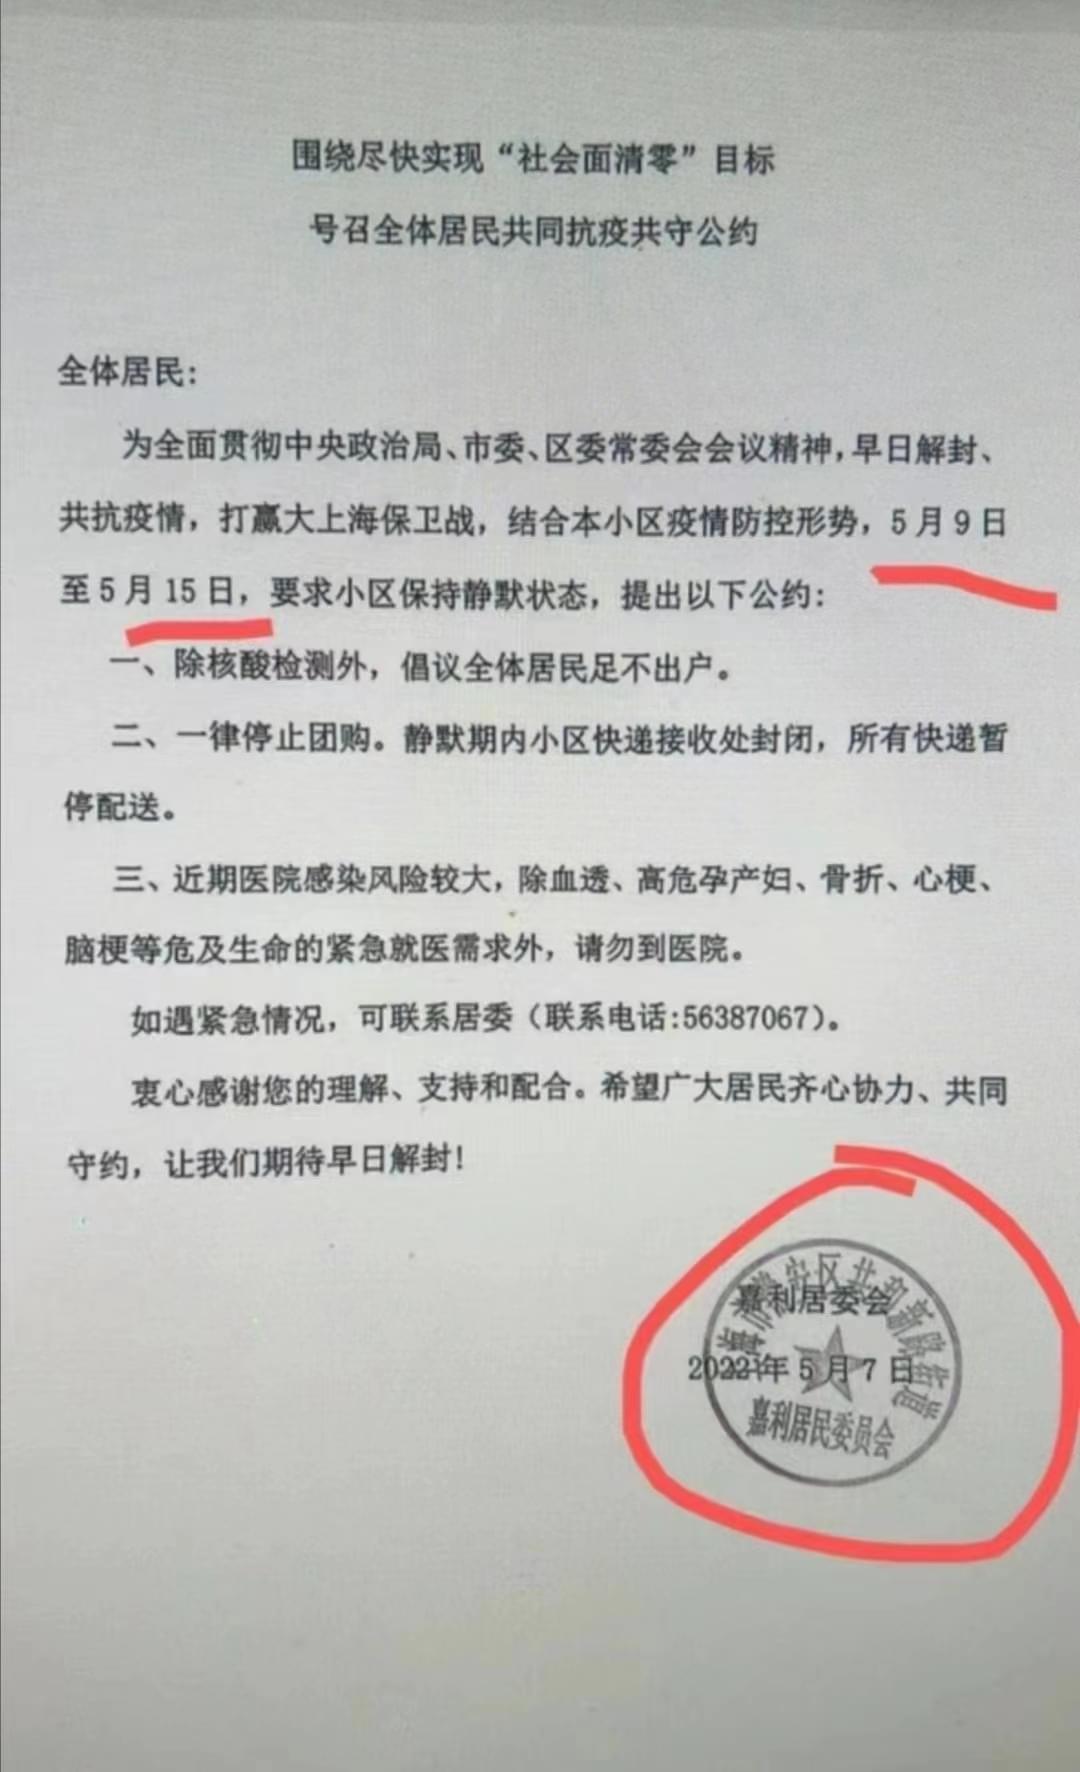 围绕尽快实现“社会面清零”目标
号召全体居民共同抗疫共守公约
全体居民：
为全面贯彻中央政治局、市委、区委常委会会议精神，早日解封、
共抗疫情，打赢大上海保卫战，结合本小区疫情防控形势，5月9日
至5月15日，要求小区保持静默状态，提出以下公约：
一、除核酸检测外，倡议全体居民足不出户。
二、一律停止团购。静默期内小区快递接收处封闭，所有快递暂
停配送。
三、近期医院感染风险较大，除血透、高危孕产妇、骨折、心梗、
脑梗等危及生命的紧急就医需求外，请勿到医院。
如遇紧急情况，可联系居委（联系电话:56387067）。
衷心感谢您的理解、支持和配合。希望广大居民齐心协力、共同
守约，让我们期待早日解封！
嘉利居委会
2022年5月7日
上海市静安区共和新路街道
嘉利居民委员会